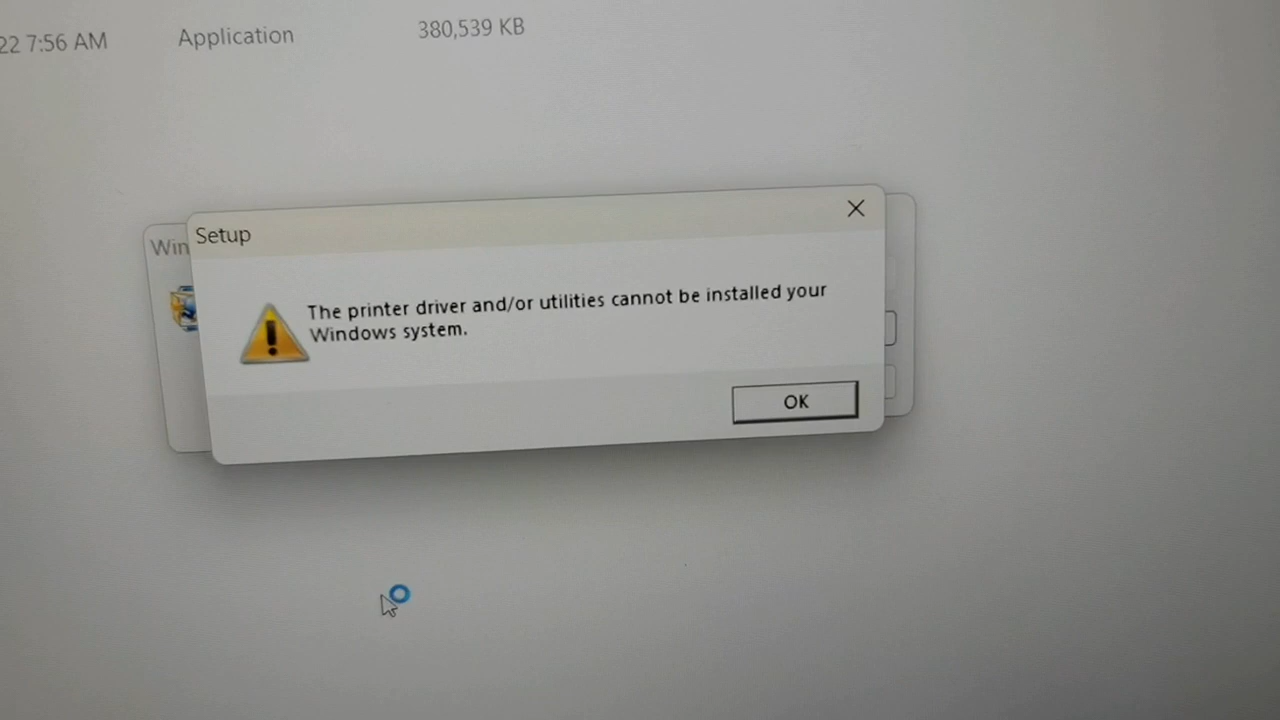 22 7:56 AM Application 380,539 KB
Setup
Win
The printer driver and/or utilities cannot be installed your
Windows system.
OK